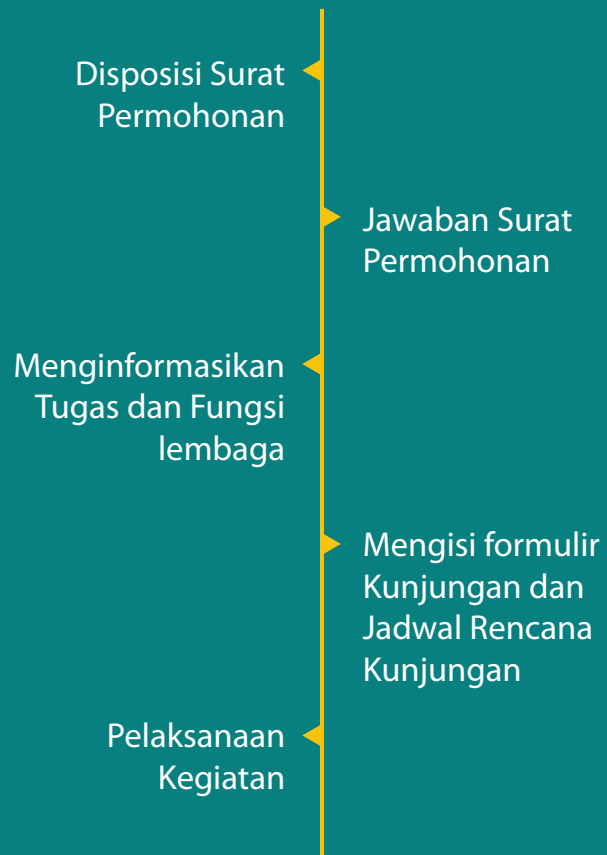 Disposisi Surat
Permohonan
Jawaban Surat
Permohonan
Menginformasikan
Tugas dan Fungsi
lembaga
Mengisi formulir
Kunjungan dan
Jadwal Rencana
Kunjungan
Pelaksanaan
Kegiatan